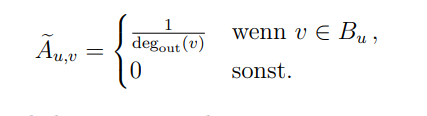 Ã_{u,v} = { 1/deg_out(v) wenn v ∈ B_u ,
0 sonst.